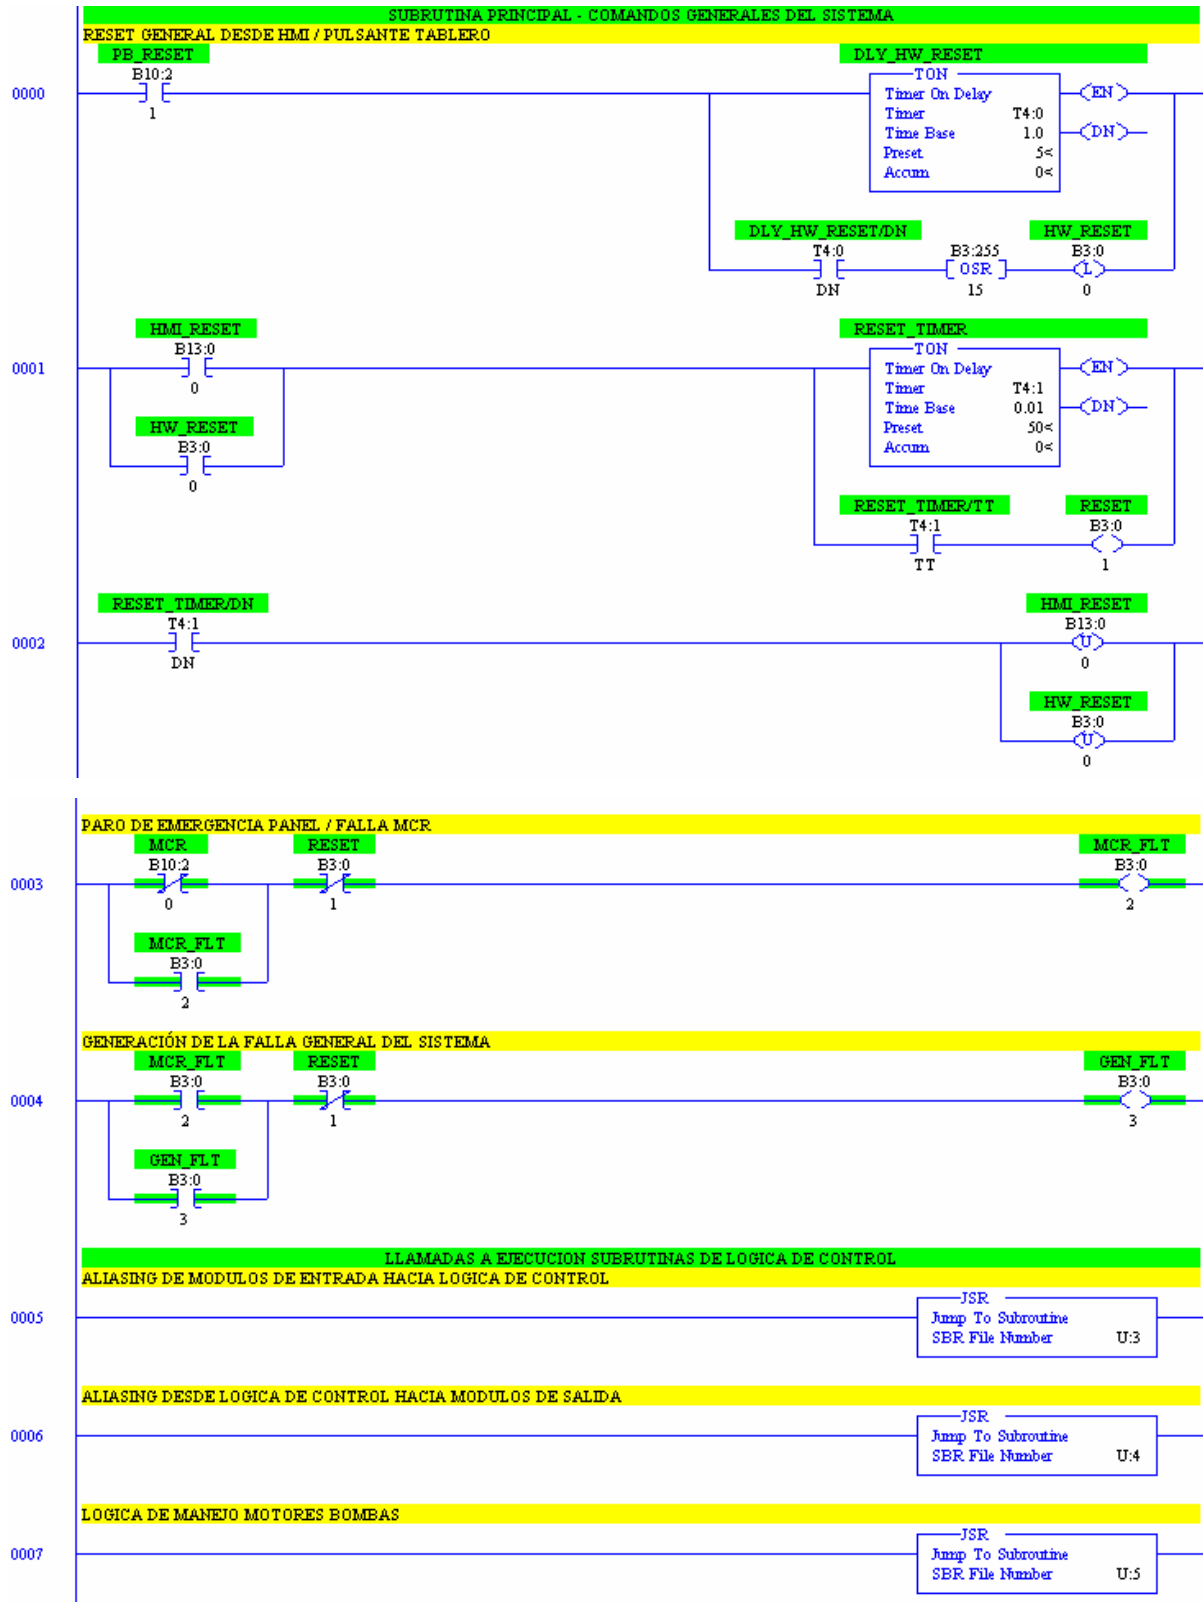 SUBRUTINA PRINCIPAL - COMANDOS GENERALES DEL SISTEMA
RESET GENERAL DESDE HMI / PULSANTE TABLERO
PB_RESET
B10:2
1
DLY_HW_RESET
TON
Timer On Delay
Timer T4:0
Time Base 1.0
Preset 5<
Accum 0<
EN
DN
0000
DLY_HW_RESET/DN
T4:0
DN
B3:255
OSR
15
HW_RESET
B3:0
L
0
HMI_RESET
B13:0
0
0001
HW_RESET
B3:0
0
RESET_TIMER
TON
Timer On Delay
Timer T4:1
Time Base 0.01
Preset 50<
Accum 0<
EN
DN
RESET_TIMER/TT
T4:1
TT
RESET
B3:0
1
RESET_TIMER/DN
T4:1
DN
0002
HMI_RESET
B13:0
U
0
HW_RESET
B3:0
U
0
PARO DE EMERGENCIA PANEL / FALLA MCR
MCR
B10:2
0
RESET
B3:0
1
MCR_FLT
B3:0
2
0003
MCR_FLT
B3:0
2
GENERACIÓN DE LA FALLA GENERAL DEL SISTEMA
MCR_FLT
B3:0
2
RESET
B3:0
1
GEN_FLT
B3:0
3
0004
GEN_FLT
B3:0
3
LLAMADAS A EJECUCION SUBRUTINAS DE LOGICA DE CONTROL
ALIASING DE MODULOS DE ENTRADA HACIA LOGICA DE CONTROL
0005
JSR
Jump To Subroutine
SBR File Number U:3
ALIASING DESDE LOGICA DE CONTROL HACIA MODULOS DE SALIDA
0006
JSR
Jump To Subroutine
SBR File Number U:4
LOGICA DE MANEJO MOTORES BOMBAS
0007
JSR
Jump To Subroutine
SBR File Number U:5